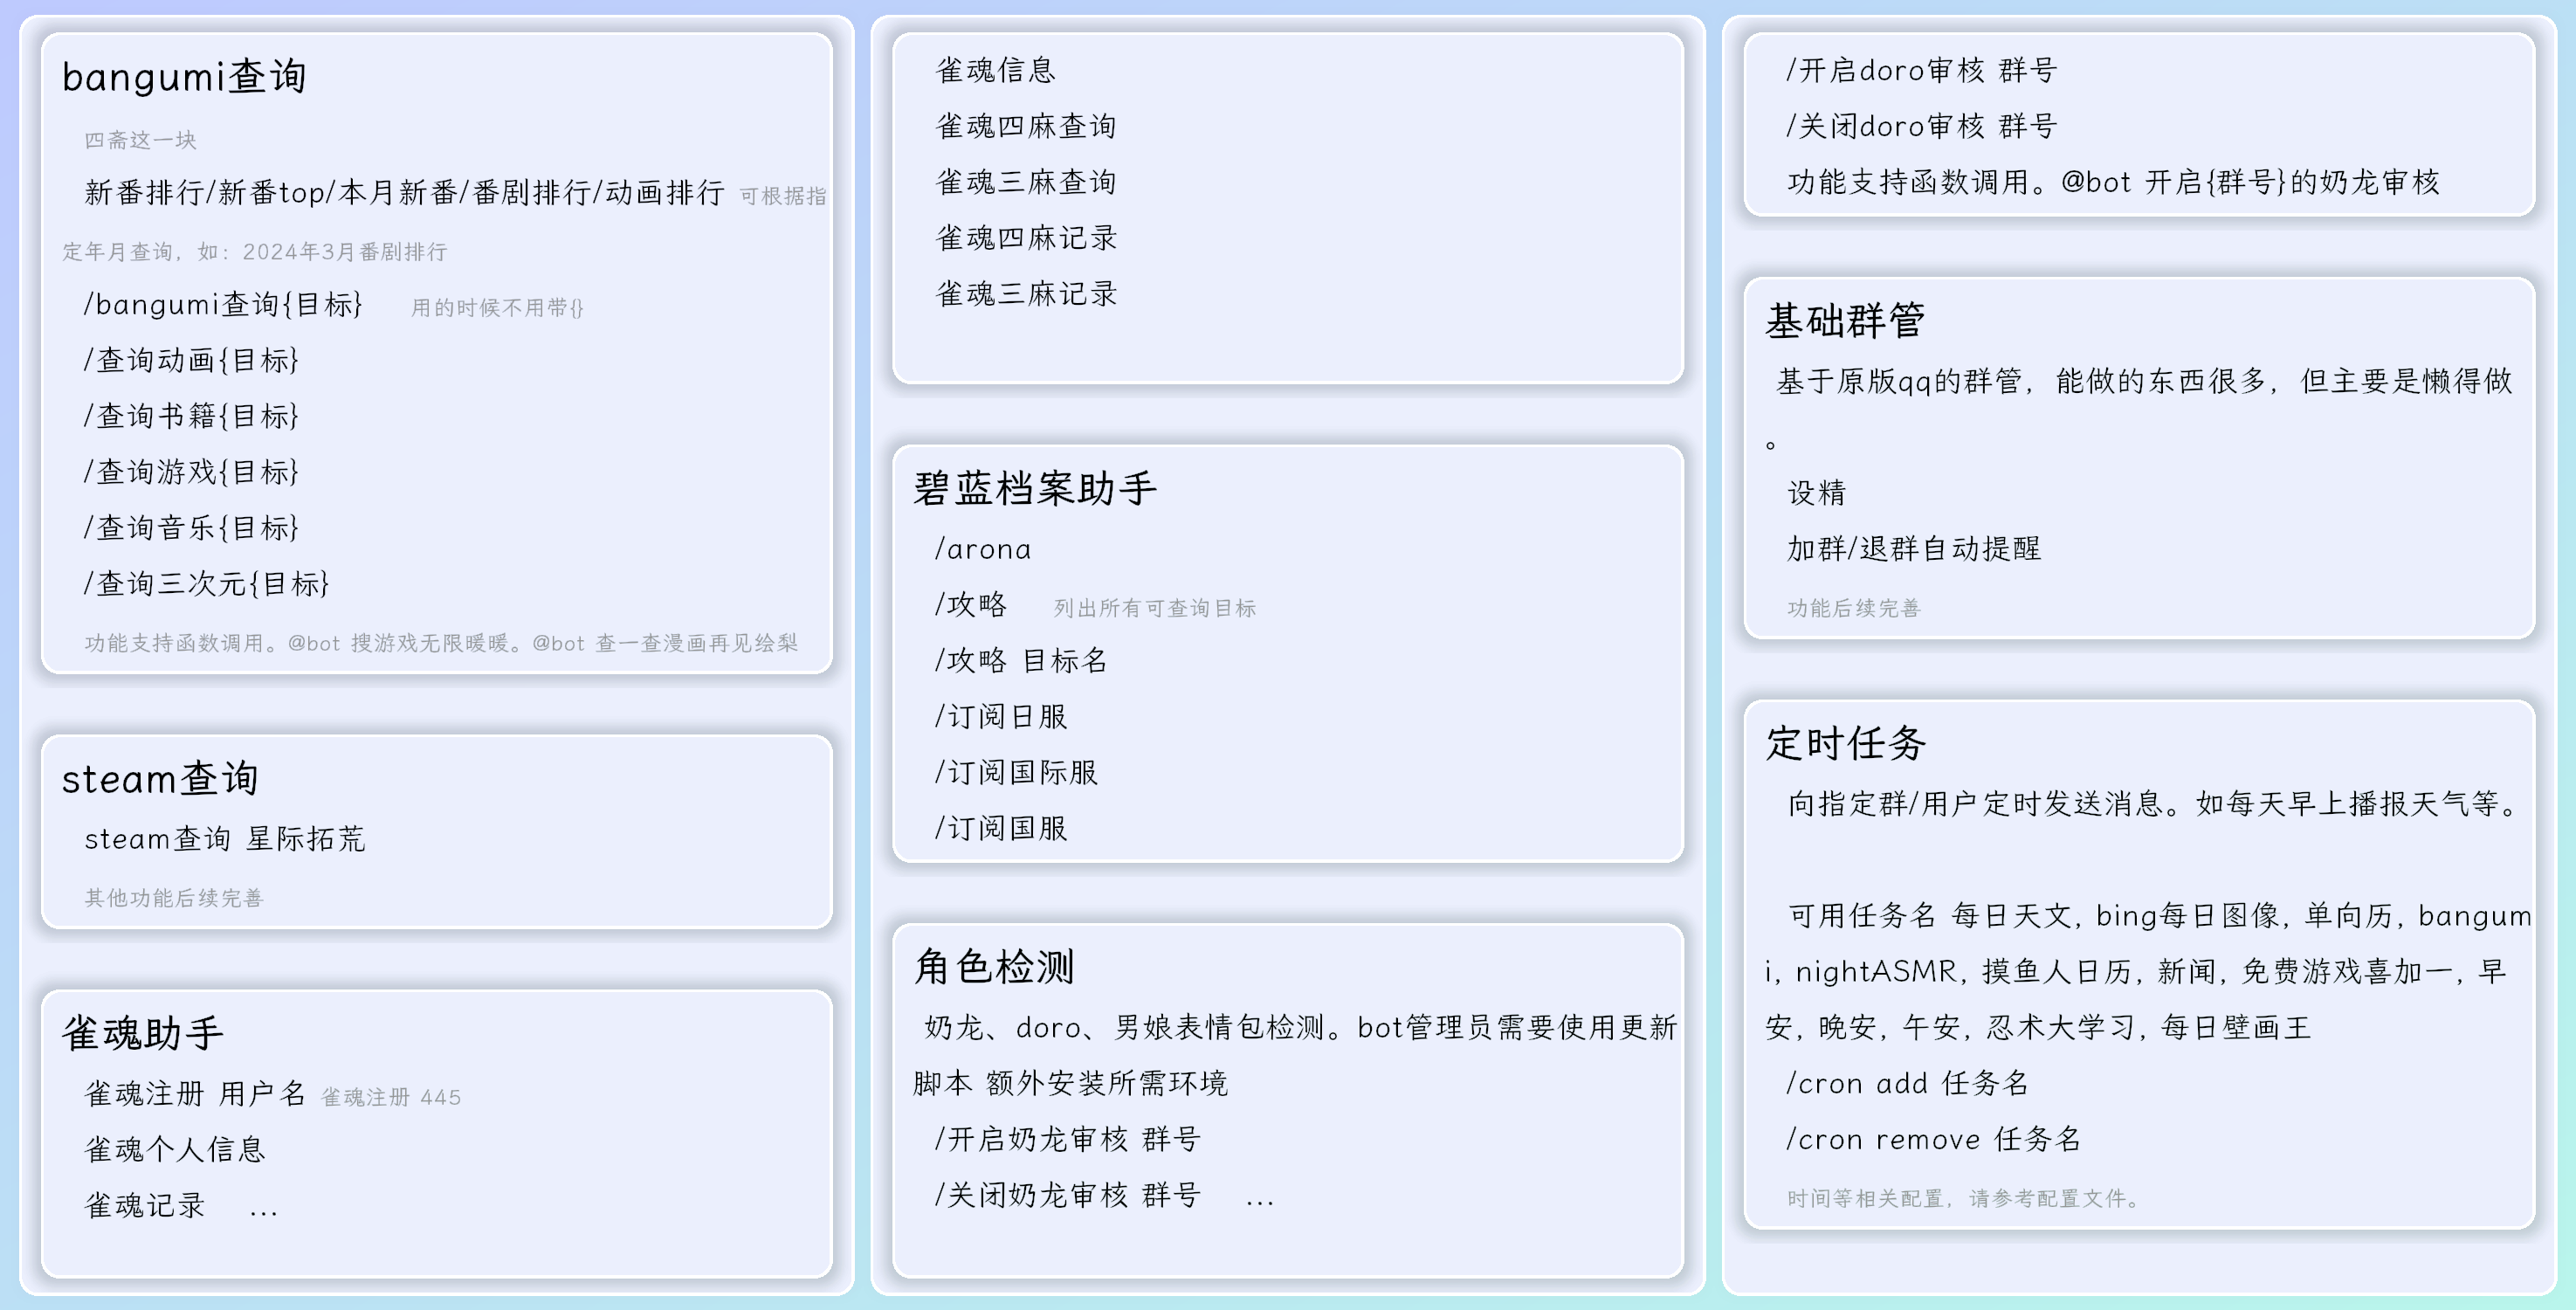 bangumi查询
四斋这一块
新番排行/新番top/本月新番/番剧排行/动画排行 可根据指
定年月查询，如：2024年3月番剧排行
/bangumi查询{目标} 用的时候不用带{}
/查询动画{目标}
/查询书籍{目标}
/查询游戏{目标}
/查询音乐{目标}
/查询三次元{目标}
功能支持函数调用。@bot 搜游戏无限暖暖。@bot 查一查漫画再见绘梨
steam查询
steam查询 星际拓荒
其他功能后续完善
雀魂助手
雀魂注册 用户名 雀魂注册 445
雀魂个人信息
雀魂记录 ...
雀魂信息
雀魂四麻查询
雀魂三麻查询
雀魂四麻记录
雀魂三麻记录
碧蓝档案助手
/arona
/攻略 列出所有可查询目标
/攻略 目标名
/订阅日服
/订阅国际服
/订阅国服
角色检测
奶龙、doro、男娘表情包检测。bot管理员需要使用更新
脚本 额外安装所需环境
/开启奶龙审核 群号
/关闭奶龙审核 群号 ...
/开启doro审核 群号
/关闭doro审核 群号
功能支持函数调用。@bot 开启{群号}的奶龙审核
基础群管
基于原版qq的群管，能做的东西很多，但主要是懒得做
。
设精
加群/退群自动提醒
功能后续完善
定时任务
向指定群/用户定时发送消息。如每天早上播报天气等。
可用任务名 每日天文, bing每日图像, 单向历, bangum
i, nightASMR, 摸鱼人日历, 新闻, 免费游戏喜加一, 早
安, 晚安, 午安, 忍术大学习, 每日壁画王
/cron add 任务名
/cron remove 任务名
时间等相关配置，请参考配置文件。